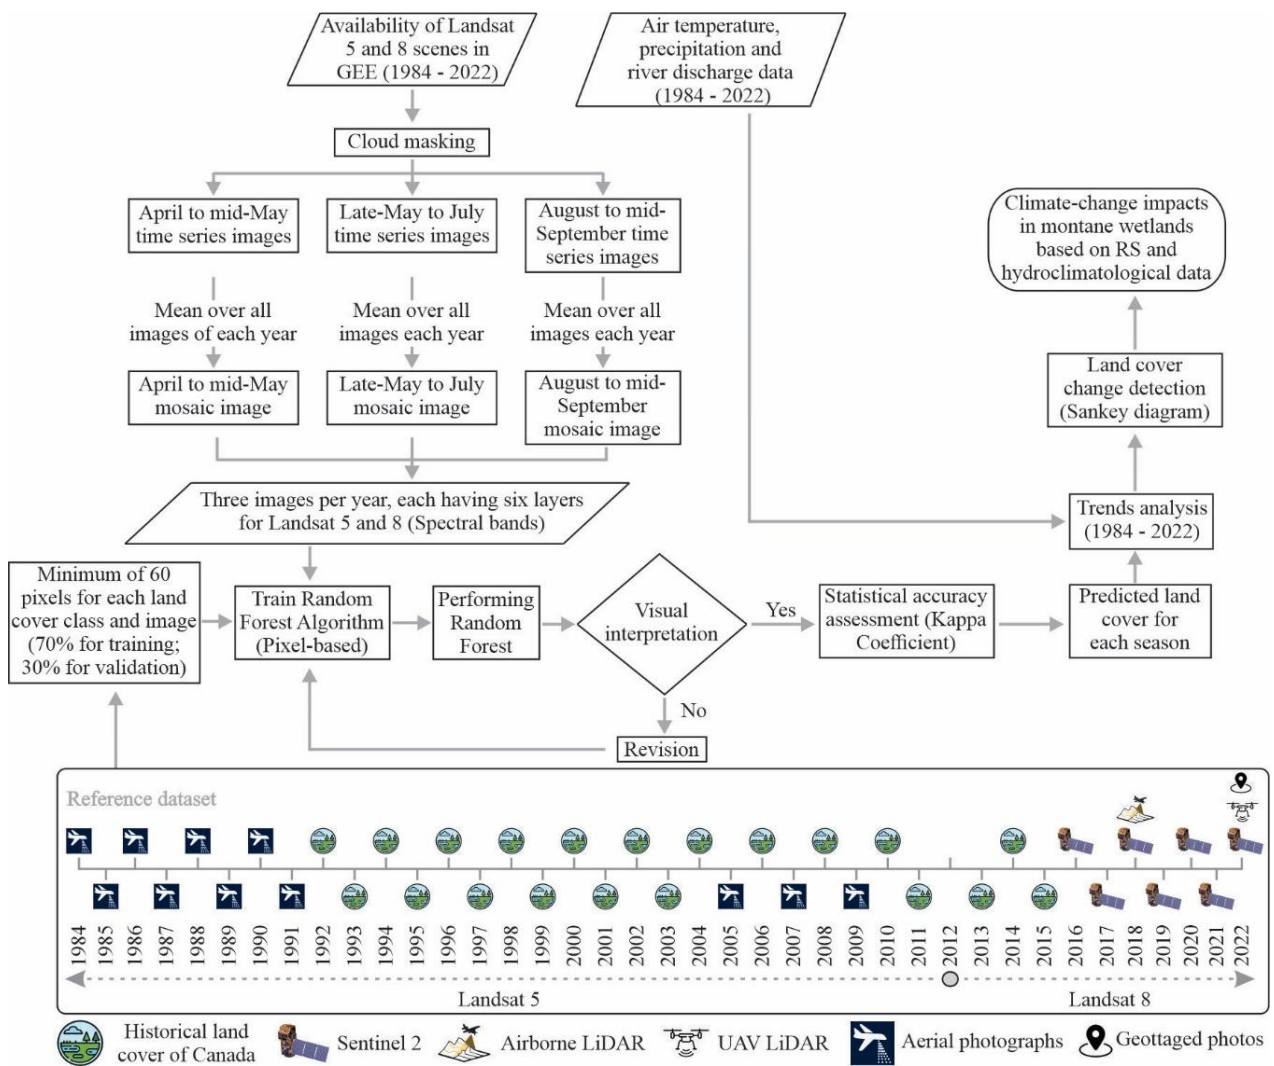 Availability of Landsat
5 and 8 scenes in
GEE (1984 - 2022)
Air temperature,
precipitation and
river discharge data
(1984 - 2022)
Cloud masking
April to mid-May
time series images
Late-May to July
time series images
August to mid-
September time
series images
Climate-change impacts
in montane wetlands
based on RS and
hydroclimatological data
Mean over all
images of each year
Mean over all
images each year
Mean over all
images each year
April to mid-May
mosaic image
Late-May to July
mosaic image
August to mid-
September
mosaic image
Land cover
change detection
(Sankey diagram)
Three images per year, each having six layers
for Landsat 5 and 8 (Spectral bands)
Trends analysis
(1984 - 2022)
Minimum of 60
pixels for each land
cover class and image
(70% for training;
30% for validation)
Train Random
Forest Algorithm
(Pixel-based)
Performing
Random
Forest
Visual
interpretation
Yes
Statistical accuracy
assessment (Kappa
Coefficient)
Predicted land
cover for
each season
No
Revision
Reference dataset
1984
1985
1986
1987
1988
1989
1990
1991
1992
1993
1994
1995
1996
1997
1998
1999
2000
2001
2002
2003
2004
2005
2006
2007
2008
2009
2010
2011
2012
2013
2014
2015
2016
2017
2018
2019
2020
2021
2022
Landsat 5
Landsat 8
Historical land
cover of Canada
Sentinel 2
Airborne LiDAR
UAV LiDAR
Aerial photographs
Geottaged photos